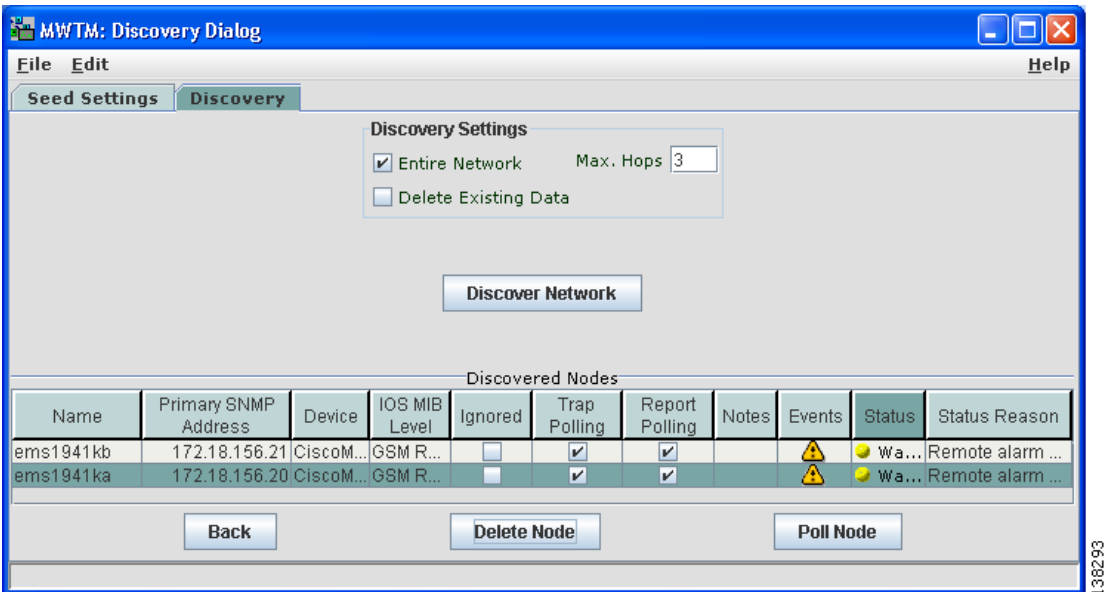 MWTM: Discovery Dialog
File Edit Help
Seed Settings Discovery
Discovery Settings
Entire Network Max. Hops 3
Delete Existing Data
Discover Network
Discovered Nodes
Name Primary SNMP Address Device IOS MIB Level Ignored Trap Polling Report Polling Notes Events Status Status Reason
ems1941kb 172.18.156.21 CiscoM... GSM R... Wa... Remote alarm ...
ems1941ka 172.18.156.20 CiscoM... GSM R... Wa... Remote alarm ...
Back Delete Node Poll Node
138293